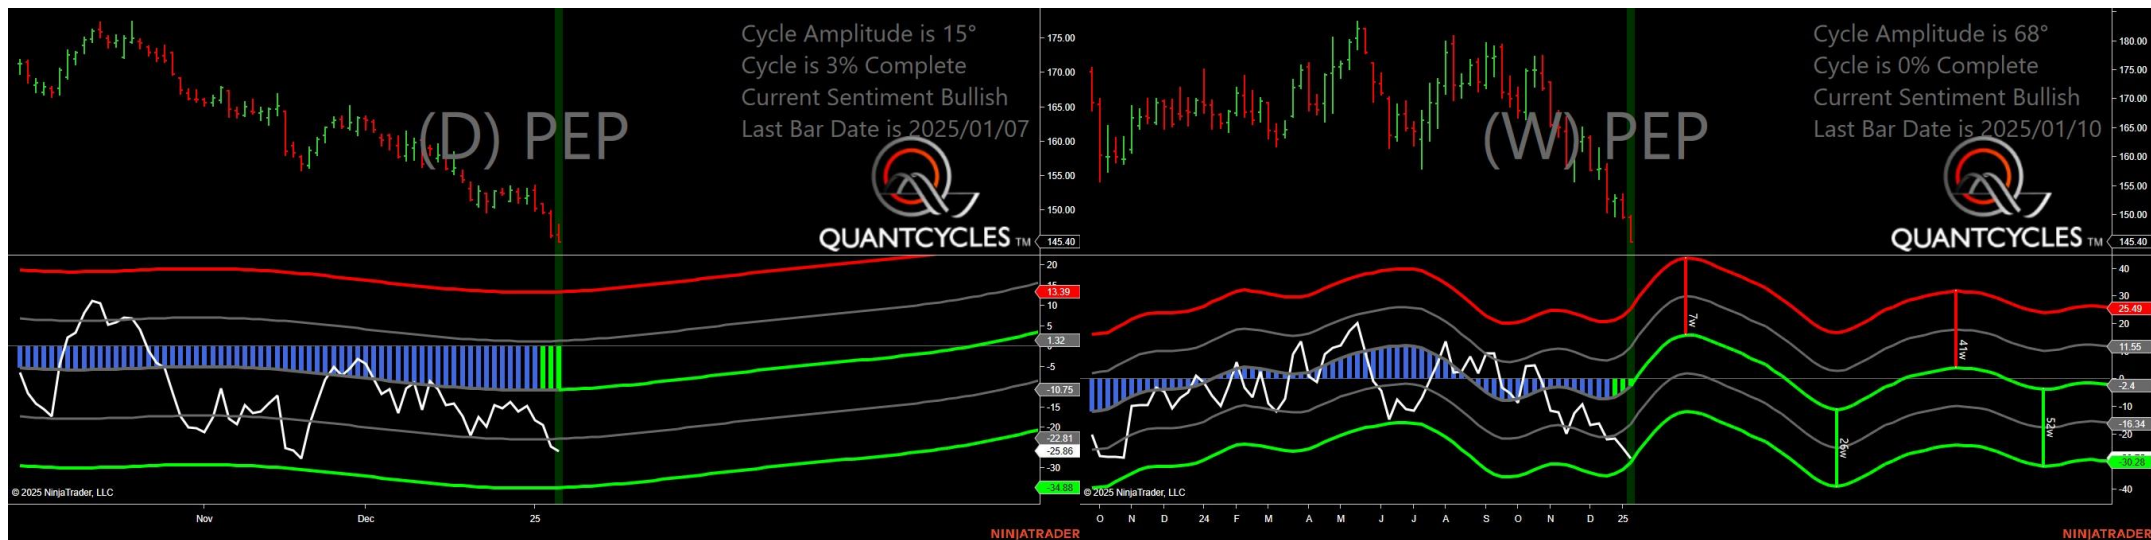 Cycle Amplitude is 15°
Cycle is 3% Complete
Current Sentiment Bullish
Last Bar Date is 2025/01/07
(D) PEP
QUANTCYCLES TM
175.00
170.00
165.00
160.00
155.00
150.00
145.40
20
13.39
10
5
1.32
-5
-10.75
-15
-20
-22.81
-25.86
-30
-34.88
© 2025 NinjaTrader, LLC
Nov
Dec
25
NINJATRADER
Cycle Amplitude is 68°
Cycle is 0% Complete
Current Sentiment Bullish
Last Bar Date is 2025/01/10
(W) PEP
QUANTCYCLES TM
180.00
175.00
170.00
165.00
160.00
155.00
150.00
145.40
40
30
25.49
20
11.55
0
-2.4
-10
-16.34
-20
-30.28
-40
7w
26w
41w
52w
© 2025 NinjaTrader, LLC
O N D 24 F M A M J J A S O N D 25
NINJATRADER